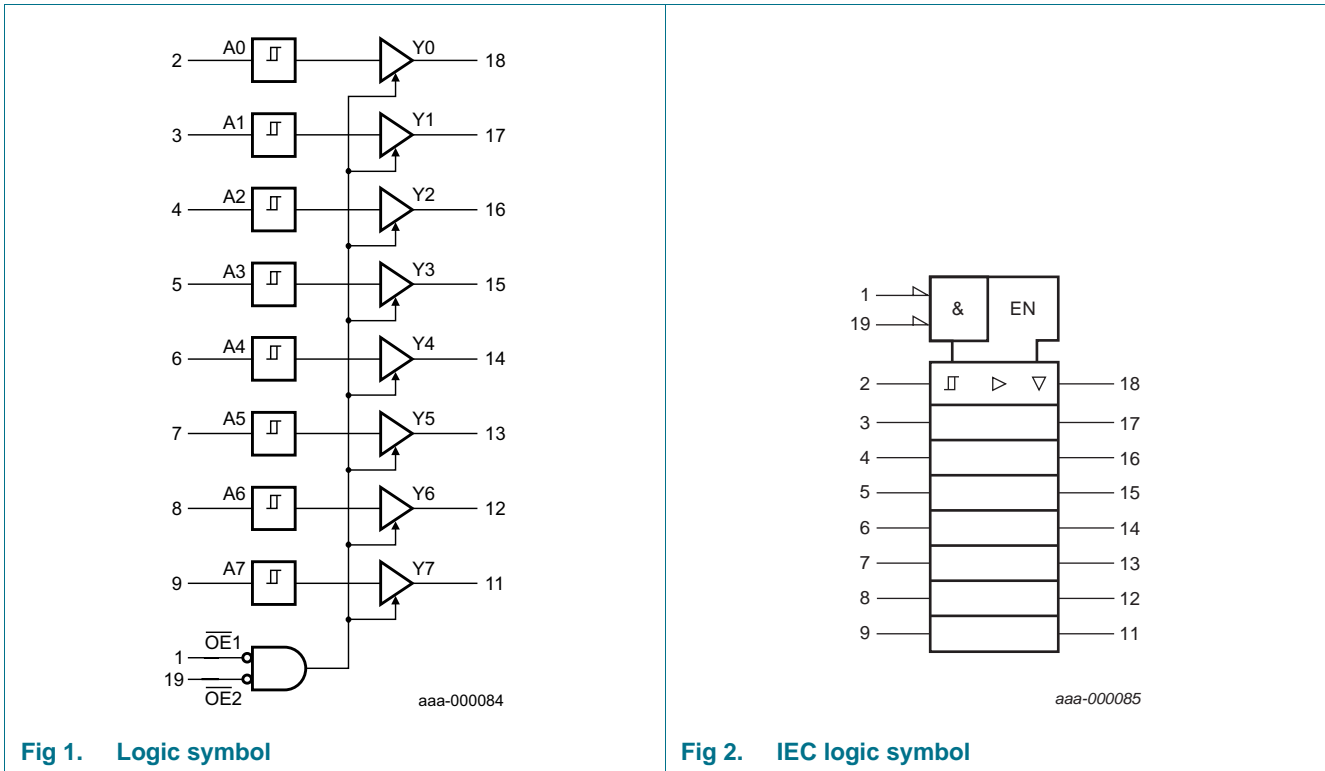 2 A0 Y0 18
3 A1 Y1 17
4 A2 Y2 16
5 A3 Y3 15
6 A4 Y4 14
7 A5 Y5 13
8 A6 Y6 12
9 A7 Y7 11
1 O̅E̅1
19 O̅E̅2
aaa-000084
Fig 1. Logic symbol
1 & EN
19
2 18
3 17
4 16
5 15
6 14
7 13
8 12
9 11
aaa-000085
Fig 2. IEC logic symbol